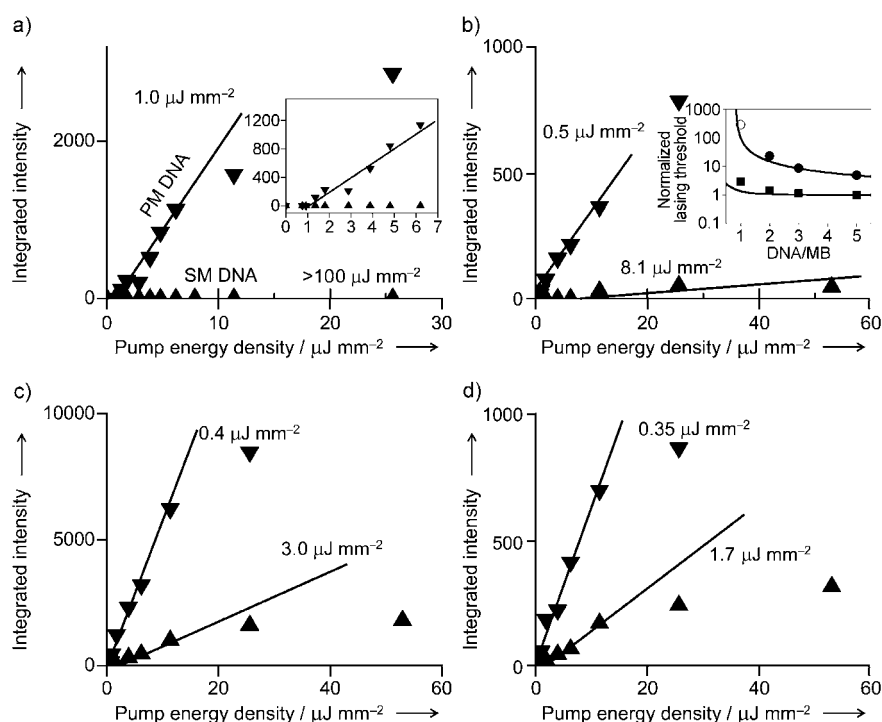 a)
Integrated intensity
2000
0
1.0 μJ mm⁻²
PM DNA
SM DNA
>100 μJ mm⁻²
1200
800
400
0
0 1 2 3 4 5 6 7
0 10 20 30
Pump energy density / μJ mm⁻²
b)
Integrated intensity
1000
500
0
0.5 μJ mm⁻²
8.1 μJ mm⁻²
Normalized
lasing threshold
1000
100
10
1
0.1
1 2 3 4 5
DNA/MB
0 20 40 60
Pump energy density / μJ mm⁻²
c)
Integrated intensity
10000
5000
0
0.4 μJ mm⁻²
3.0 μJ mm⁻²
0 20 40 60
Pump energy density / μJ mm⁻²
d)
Integrated intensity
1000
500
0
0.35 μJ mm⁻²
1.7 μJ mm⁻²
0 20 40 60
Pump energy density / μJ mm⁻²